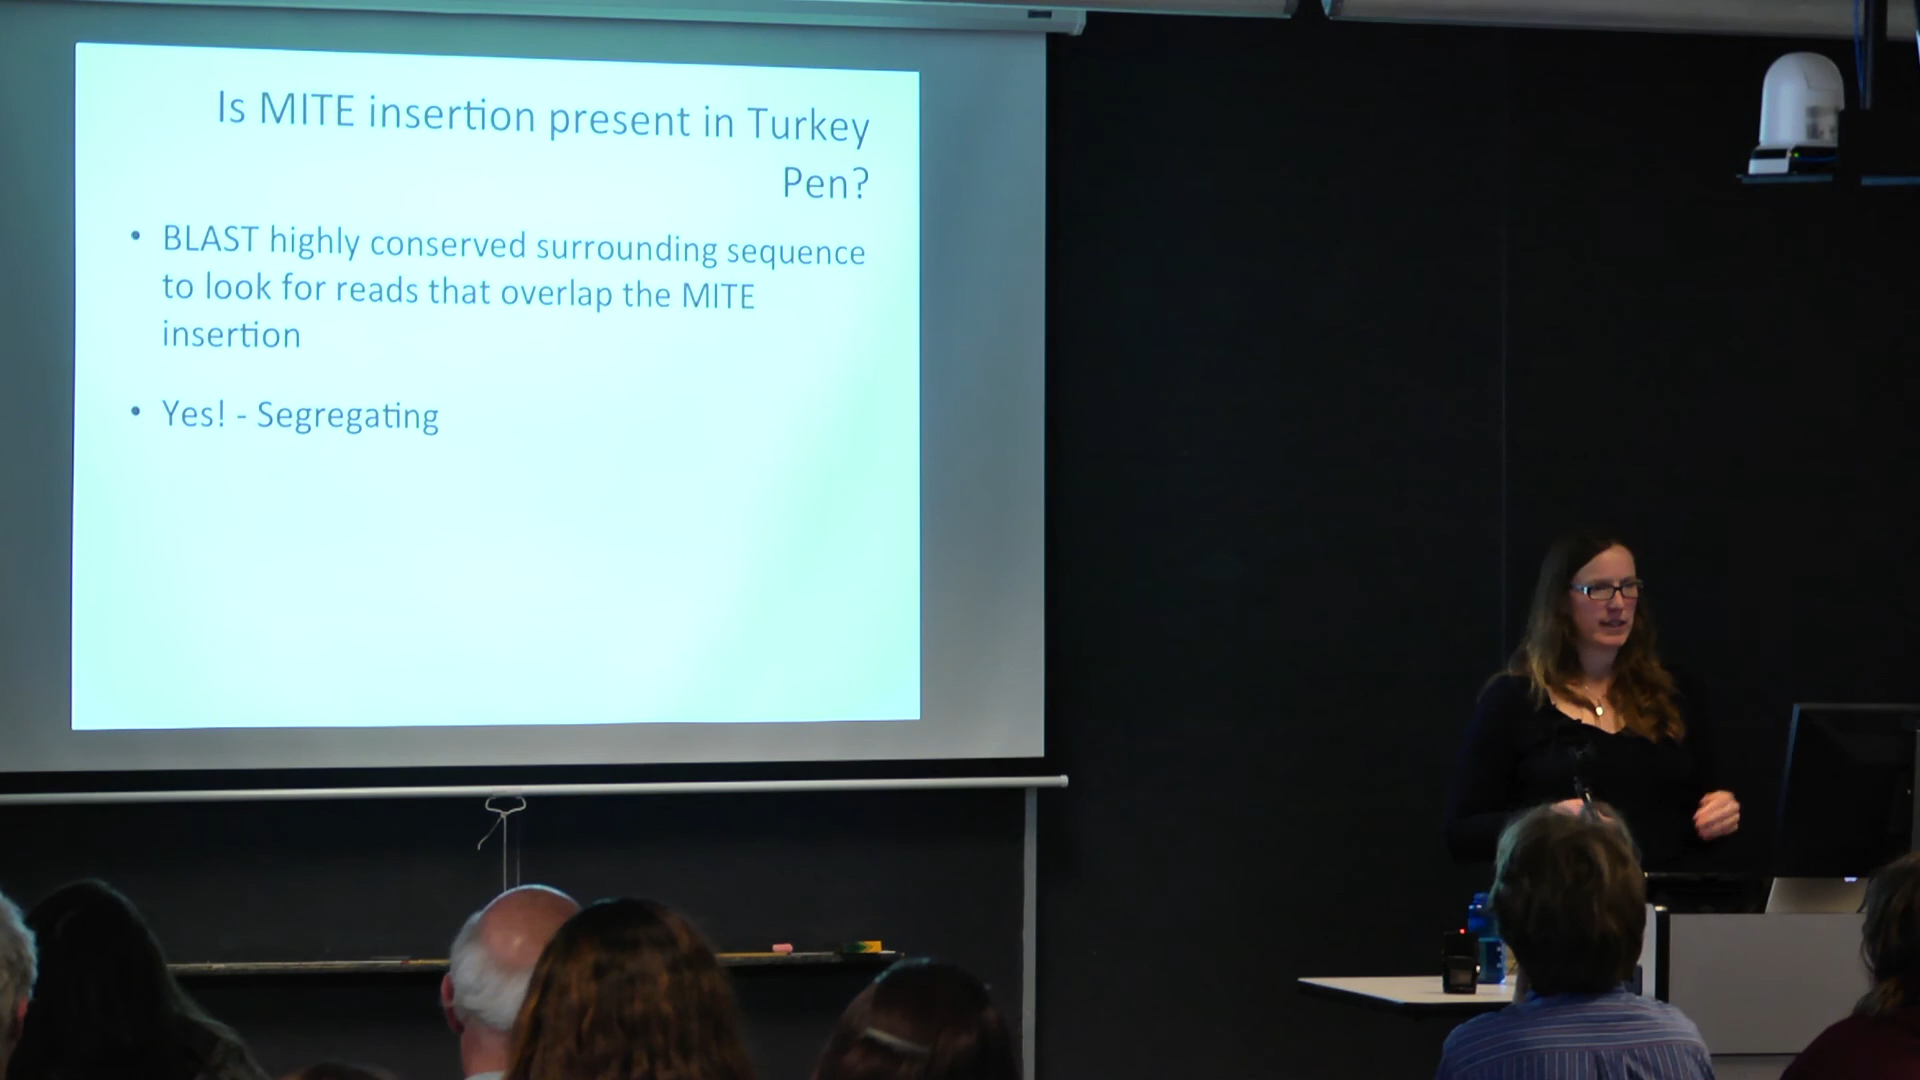 Is MITE insertion present in Turkey
Pen?
• BLAST highly conserved surrounding sequence
to look for reads that overlap the MITE
insertion
• Yes! - Segregating